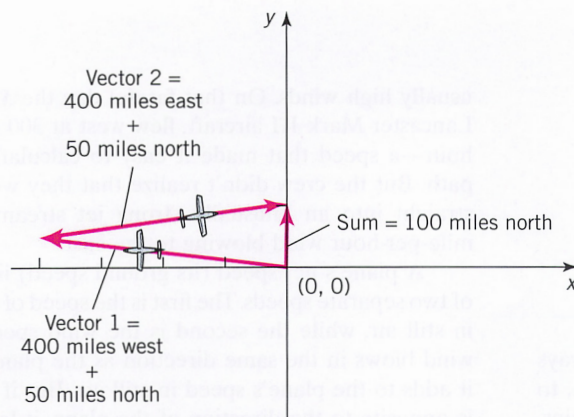 y
Vector 2 =
400 miles east
+
50 miles north
Sum = 100 miles north
(0, 0)
x
Vector 1 =
400 miles west
+
50 miles north